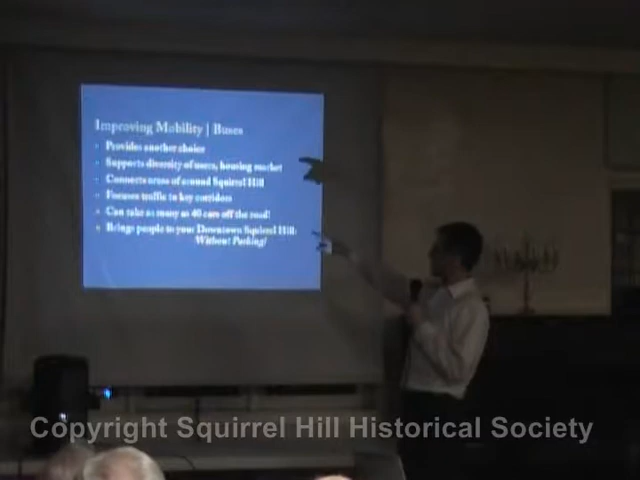 Improving Mobility | Buses
Provides another choice
Supports diversity of users, housing market
Connects areas of around Squirrel Hill
Focuses traffic to key corridors
Can take as many as 40 cars off the road!
Brings people to your Downtown Squirrel Hill:
Without Parking!
Copyright Squirrel Hill Historical Society